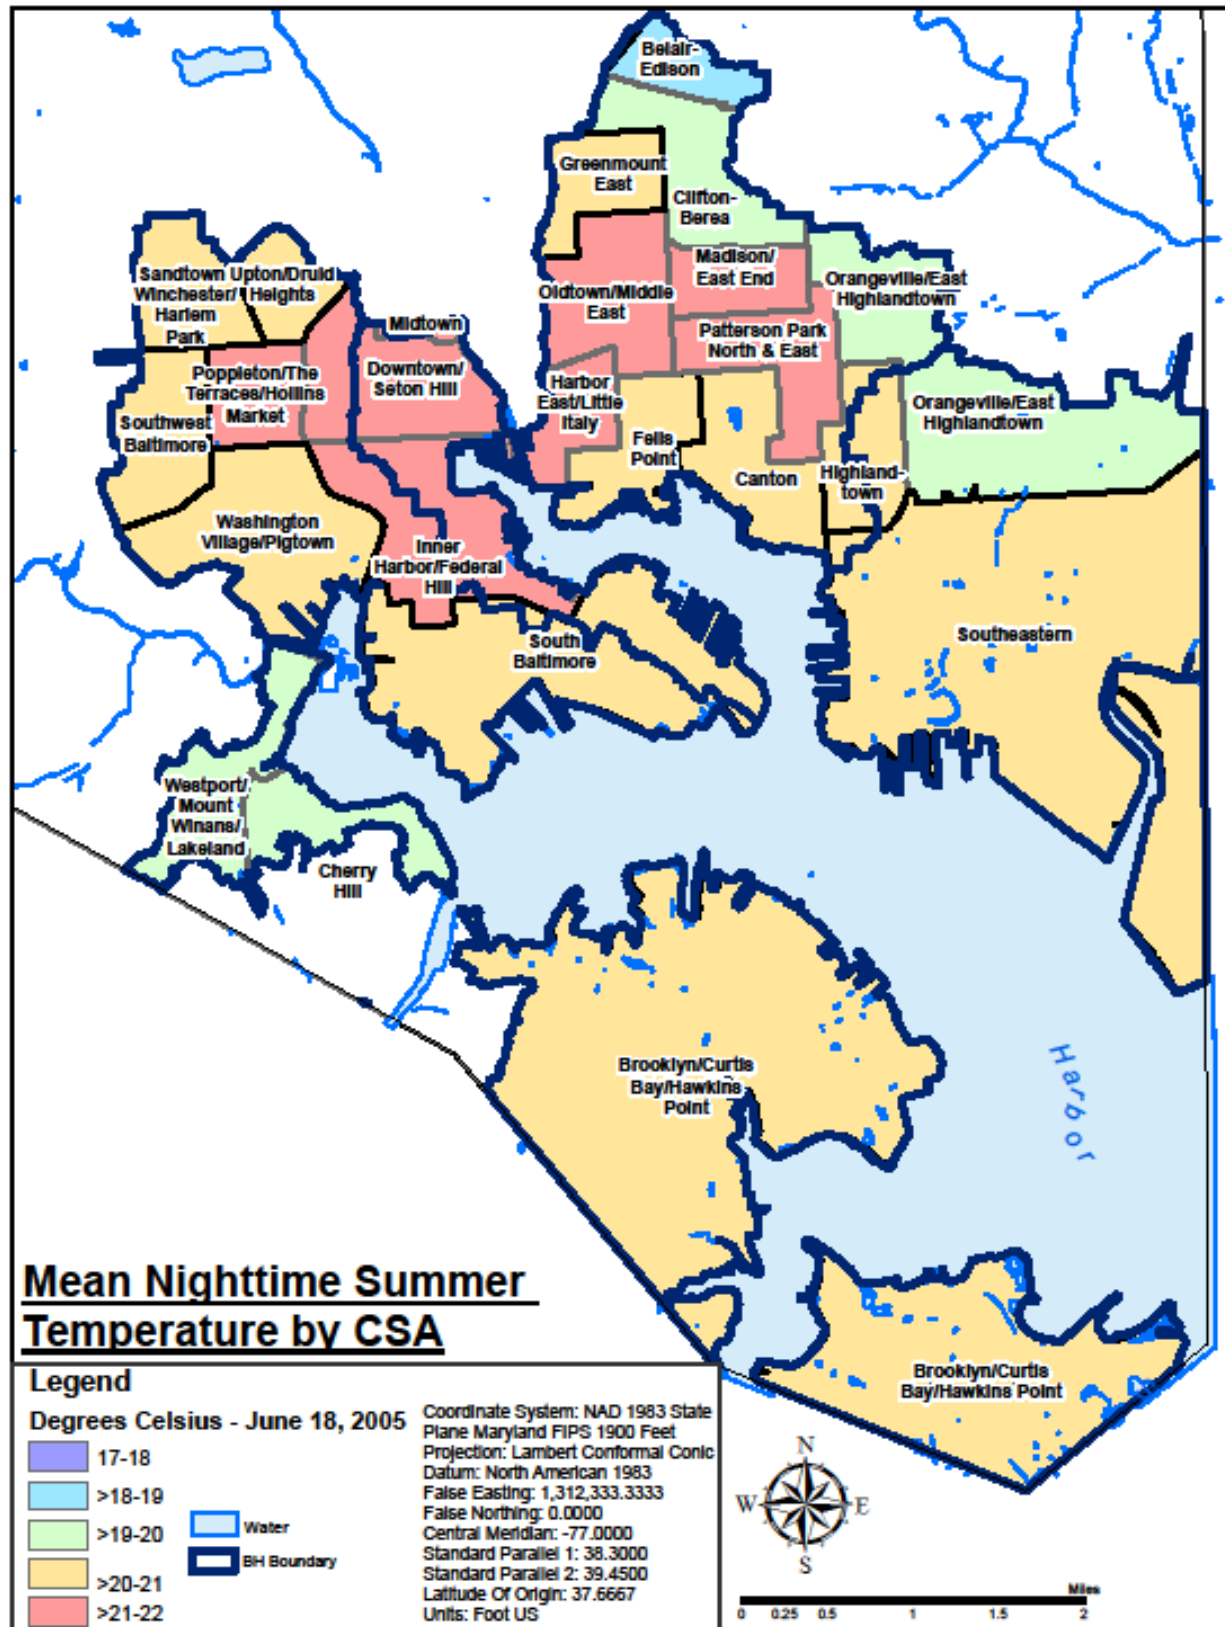 Belair-
Edison
Greenmount
East
Clifton-
Berea
Sandtown
Winchester/
Harlem
Park
Upton/Druid
Heights
Madison/
East End
Orangeville/East
Highlandtown
Oldtown/Middle
East
Midtown
Patterson Park
North & East
Poppleton/The
Terraces/Hollins
Market
Downtown/
Seton Hill
Harbor
East/Little
Italy
Orangeville/East
Highlandtown
Southwest
Baltimore
Fells
Point
Canton
Highland-
town
Washington
Village/Pigtown
Inner
Harbor/Federal
Hill
South
Baltimore
Southeastern
Westport/
Mount
Winans/
Lakeland
Cherry
Hill
Brooklyn/Curtis
Bay/Hawkins
Point
Harbor
Brooklyn/Curtis
Bay/Hawkins Point
Mean Nighttime Summer
Temperature by CSA
Legend
Degrees Celsius - June 18, 2005
17-18
>18-19
>19-20
>20-21
>21-22
Water
BH Boundary
Coordinate System: NAD 1983 State
Plane Maryland FIPS 1900 Feet
Projection: Lambert Conformal Conic
Datum: North American 1983
False Easting: 1,312,333.3333
False Northing: 0.0000
Central Meridian: -77.0000
Standard Parallel 1: 38.3000
Standard Parallel 2: 39.4500
Latitude Of Origin: 37.6667
Units: Foot US
N
W E
S
Miles
0 0.25 0.5 1 1.5 2